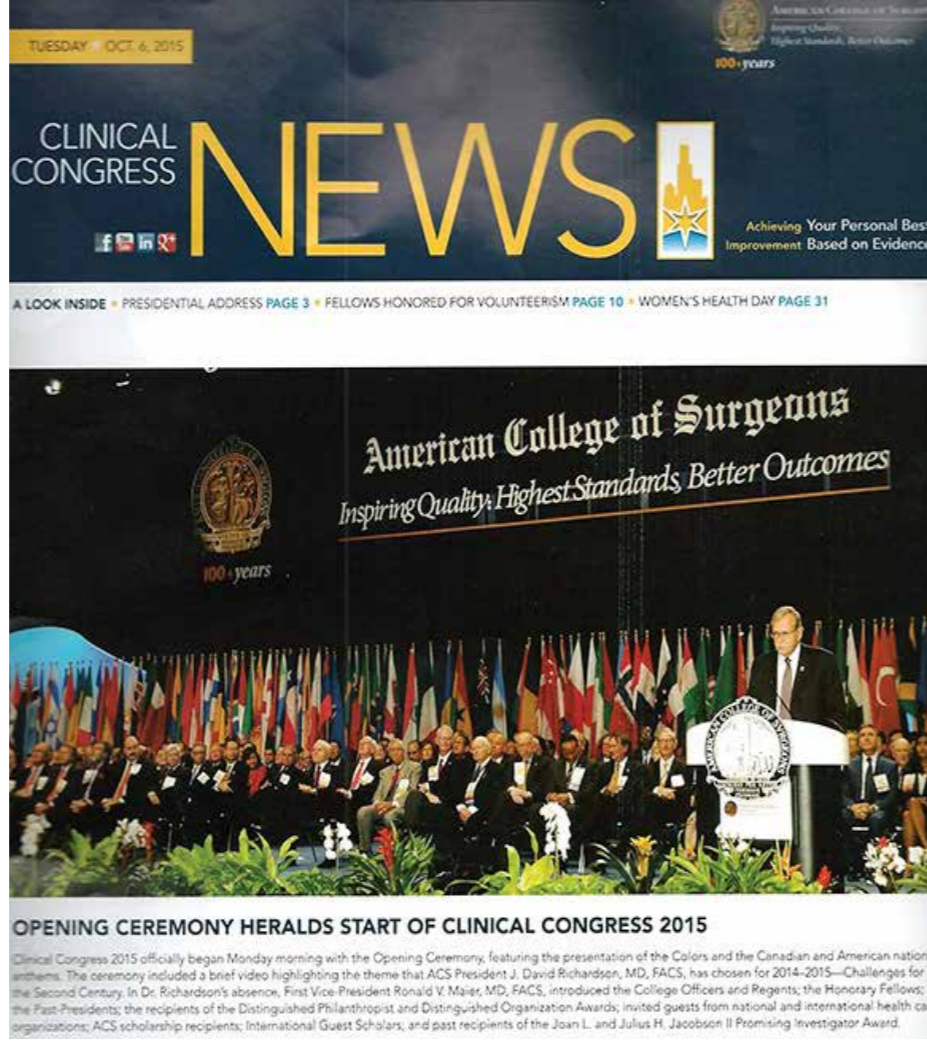 TUESDAY • OCT. 6, 2015
AMERICAN COLLEGE OF SURGEONS
Inspiring Quality:
Highest Standards, Better Outcomes
100+years
CLINICAL
CONGRESS
NEWS
f You in g+
Achieving Your Personal Best
Improvement Based on Evidence
A LOOK INSIDE • PRESIDENTIAL ADDRESS PAGE 3 • FELLOWS HONORED FOR VOLUNTEERISM PAGE 10 • WOMEN'S HEALTH DAY PAGE 31
American College of Surgeons
Inspiring Quality: Highest Standards, Better Outcomes
100+years
AMERICAN COLLEGE OF SURGEONS
OPENING CEREMONY HERALDS START OF CLINICAL CONGRESS 2015
Clinical Congress 2015 officially began Monday morning with the Opening Ceremony, featuring the presentation of the Colors and the Canadian and American nation
anthems. The ceremony included a brief video highlighting the theme that ACS President J. David Richardson, MD, FACS, has chosen for 2014–2015—Challenges for
the Second Century. In Dr. Richardson's absence, First Vice-President Ronald V. Maier, MD, FACS, introduced the College Officers and Regents; the Honorary Fellows;
the Past-Presidents; the recipients of the Distinguished Philanthropist and Distinguished Organization Awards; invited guests from national and international health ca
organizations; ACS scholarship recipients; International Guest Scholars; and past recipients of the Joan L. and Julius H. Jacobson II Promising Investigator Award.